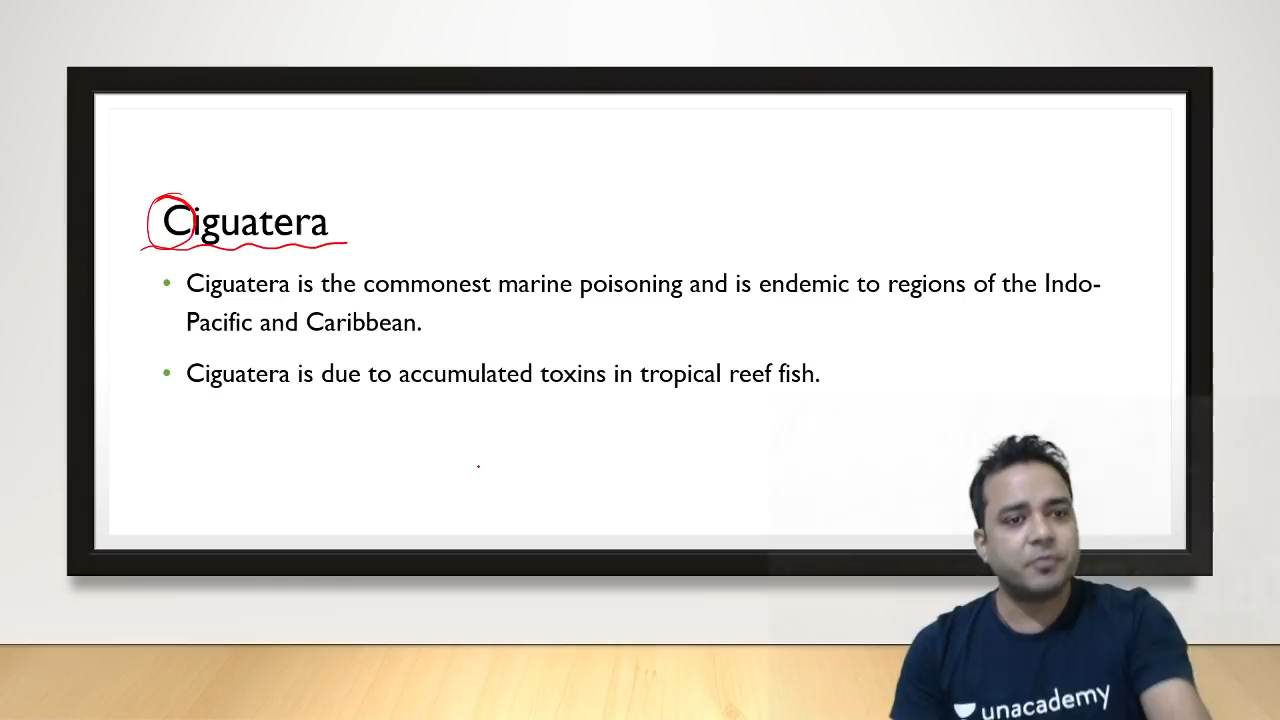 Ciguatera
• Ciguatera is the commonest marine poisoning and is endemic to regions of the Indo-
Pacific and Caribbean.
• Ciguatera is due to accumulated toxins in tropical reef fish.
unacademy